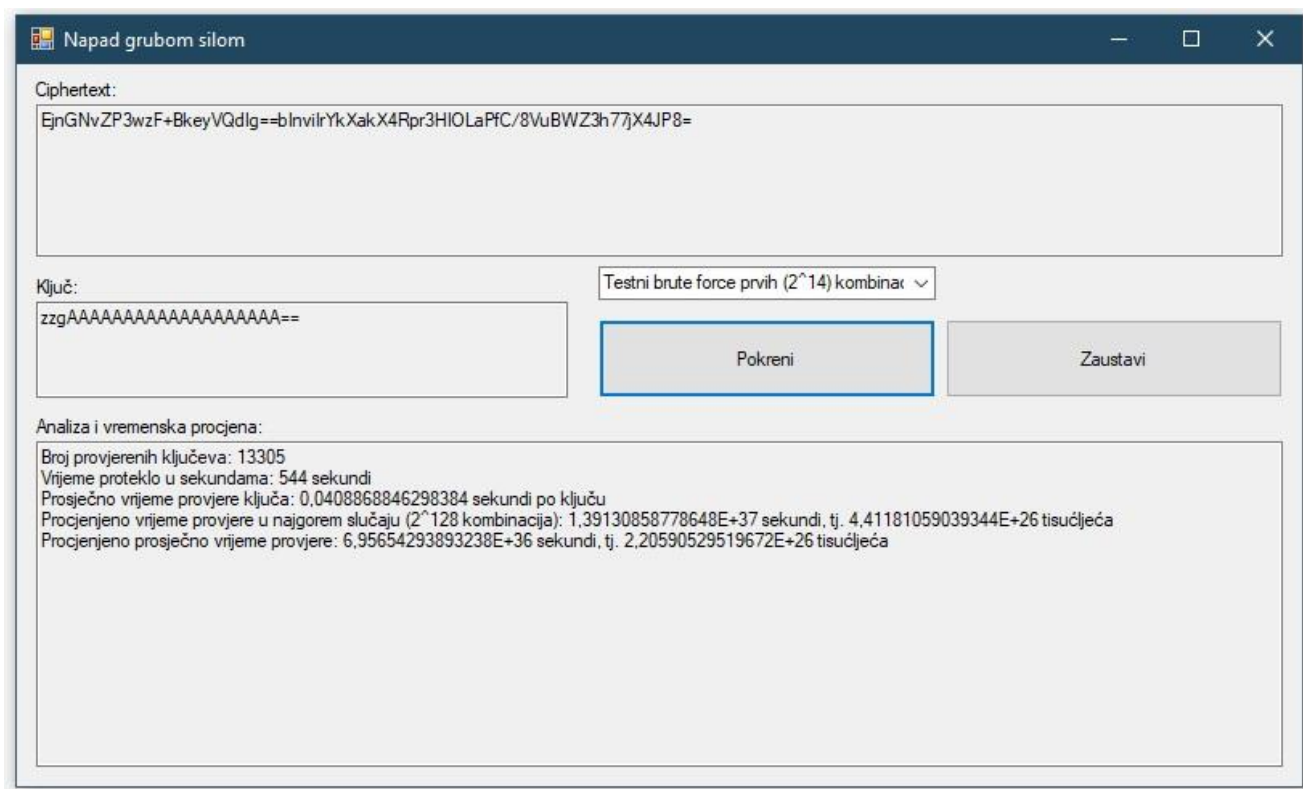 Napad grubom silom
Ciphertext:
EjnGNvZP3wzF+BkeyVQdIg==bInviIrYkXakX4Rpr3HIOLaPfC/8VuBWZ3h77jX4JP8=
Ključ:
Testni brute force prvih (2^14) kombinac
zzgAAAAAAAAAAAAAAAAAAA==
Pokreni
Zaustavi
Analiza i vremenska procjena:
Broj provjerenih ključeva: 13305
Vrijeme proteklo u sekundama: 544 sekundi
Prosječno vrijeme provjere ključa: 0,0408868846298384 sekundi po ključu
Procjenjeno vrijeme provjere u najgorem slučaju (2^128 kombinacija): 1,39130858778648E+37 sekundi, tj. 4,41181059039344E+26 tisućljeća
Procjenjeno prosječno vrijeme provjere: 6,95654293893238E+36 sekundi, tj. 2,20590529519672E+26 tisućljeća